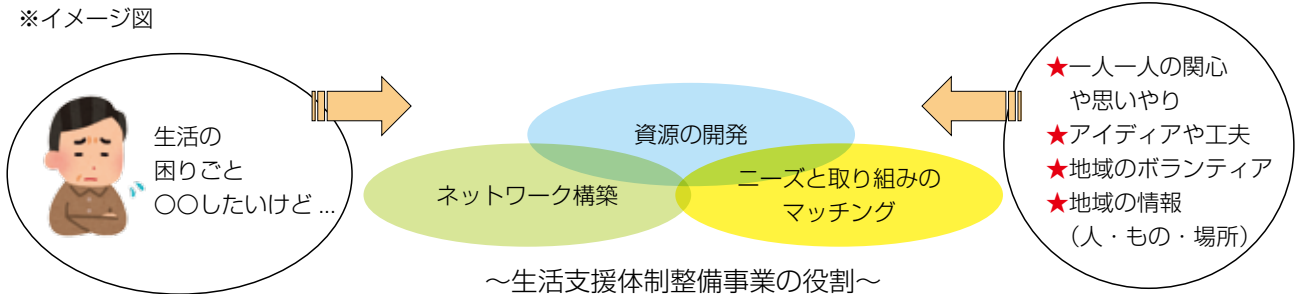 ※イメージ図
生活の
困りごと
〇〇したいけど...
資源の開発
ネットワーク構築
ニーズと取り組みの
マッチング
～生活支援体制整備事業の役割～
★一人一人の関心
や思いやり
★アイディアや工夫
★地域のボランティア
★地域の情報
（人・もの・場所）